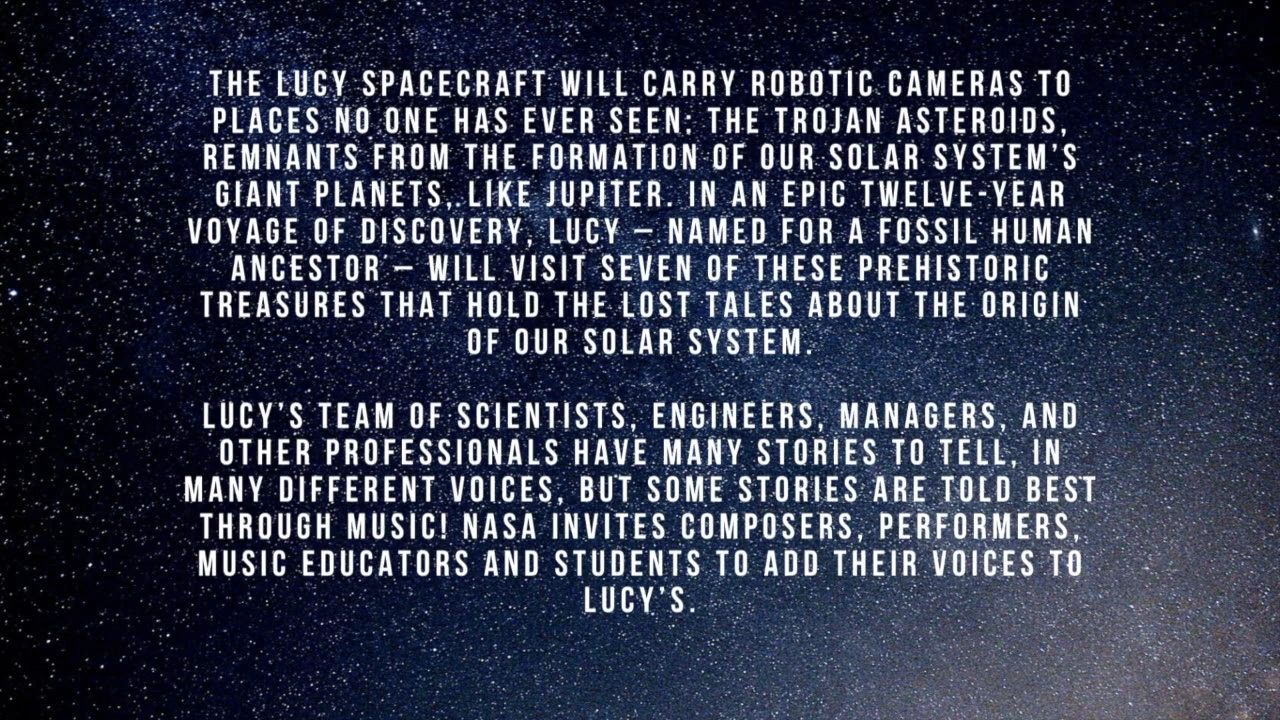 THE LUCY SPACECRAFT WILL CARRY ROBOTIC CAMERAS TO
PLACES NO ONE HAS EVER SEEN: THE TROJAN ASTEROIDS,
REMNANTS FROM THE FORMATION OF OUR SOLAR SYSTEM'S
GIANT PLANETS, LIKE JUPITER. IN AN EPIC TWELVE-YEAR
VOYAGE OF DISCOVERY, LUCY – NAMED FOR A FOSSIL HUMAN
ANCESTOR – WILL VISIT SEVEN OF THESE PREHISTORIC
TREASURES THAT HOLD THE LOST TALES ABOUT THE ORIGIN
OF OUR SOLAR SYSTEM.
LUCY'S TEAM OF SCIENTISTS, ENGINEERS, MANAGERS, AND
OTHER PROFESSIONALS HAVE MANY STORIES TO TELL, IN
MANY DIFFERENT VOICES, BUT SOME STORIES ARE TOLD BEST
THROUGH MUSIC! NASA INVITES COMPOSERS, PERFORMERS,
MUSIC EDUCATORS AND STUDENTS TO ADD THEIR VOICES TO
LUCY'S.